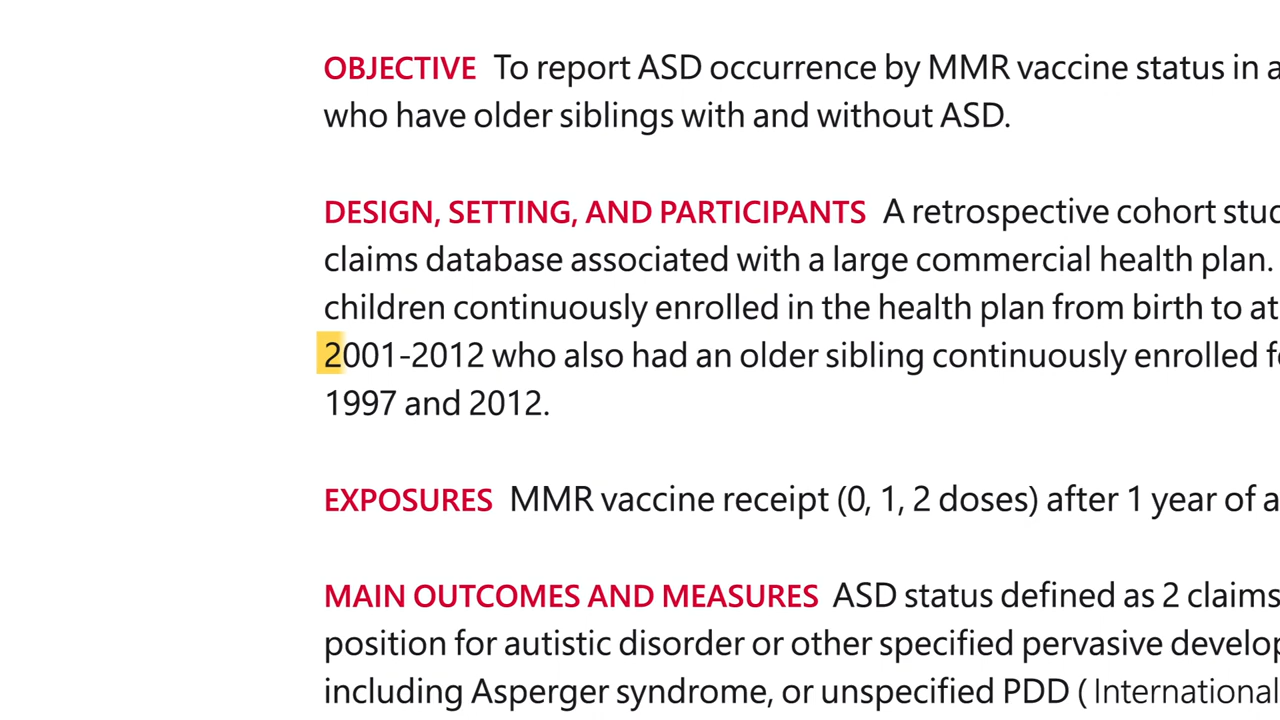 OBJECTIVE To report ASD occurrence by MMR vaccine status in a
who have older siblings with and without ASD.
DESIGN, SETTING, AND PARTICIPANTS A retrospective cohort
claims database associated with a large commercial health plan.
children continuously enrolled in the health plan from birth to at
2001-2012 who also had an older sibling continuously enrolled
1997 and 2012.
EXPOSURES MMR vaccine receipt (0, 1, 2 doses) after 1 year of
MAIN OUTCOMES AND MEASURES ASD status defined as 2 claims
position for autistic disorder or other specified pervasive
including Asperger syndrome, or unspecified PDD ( International